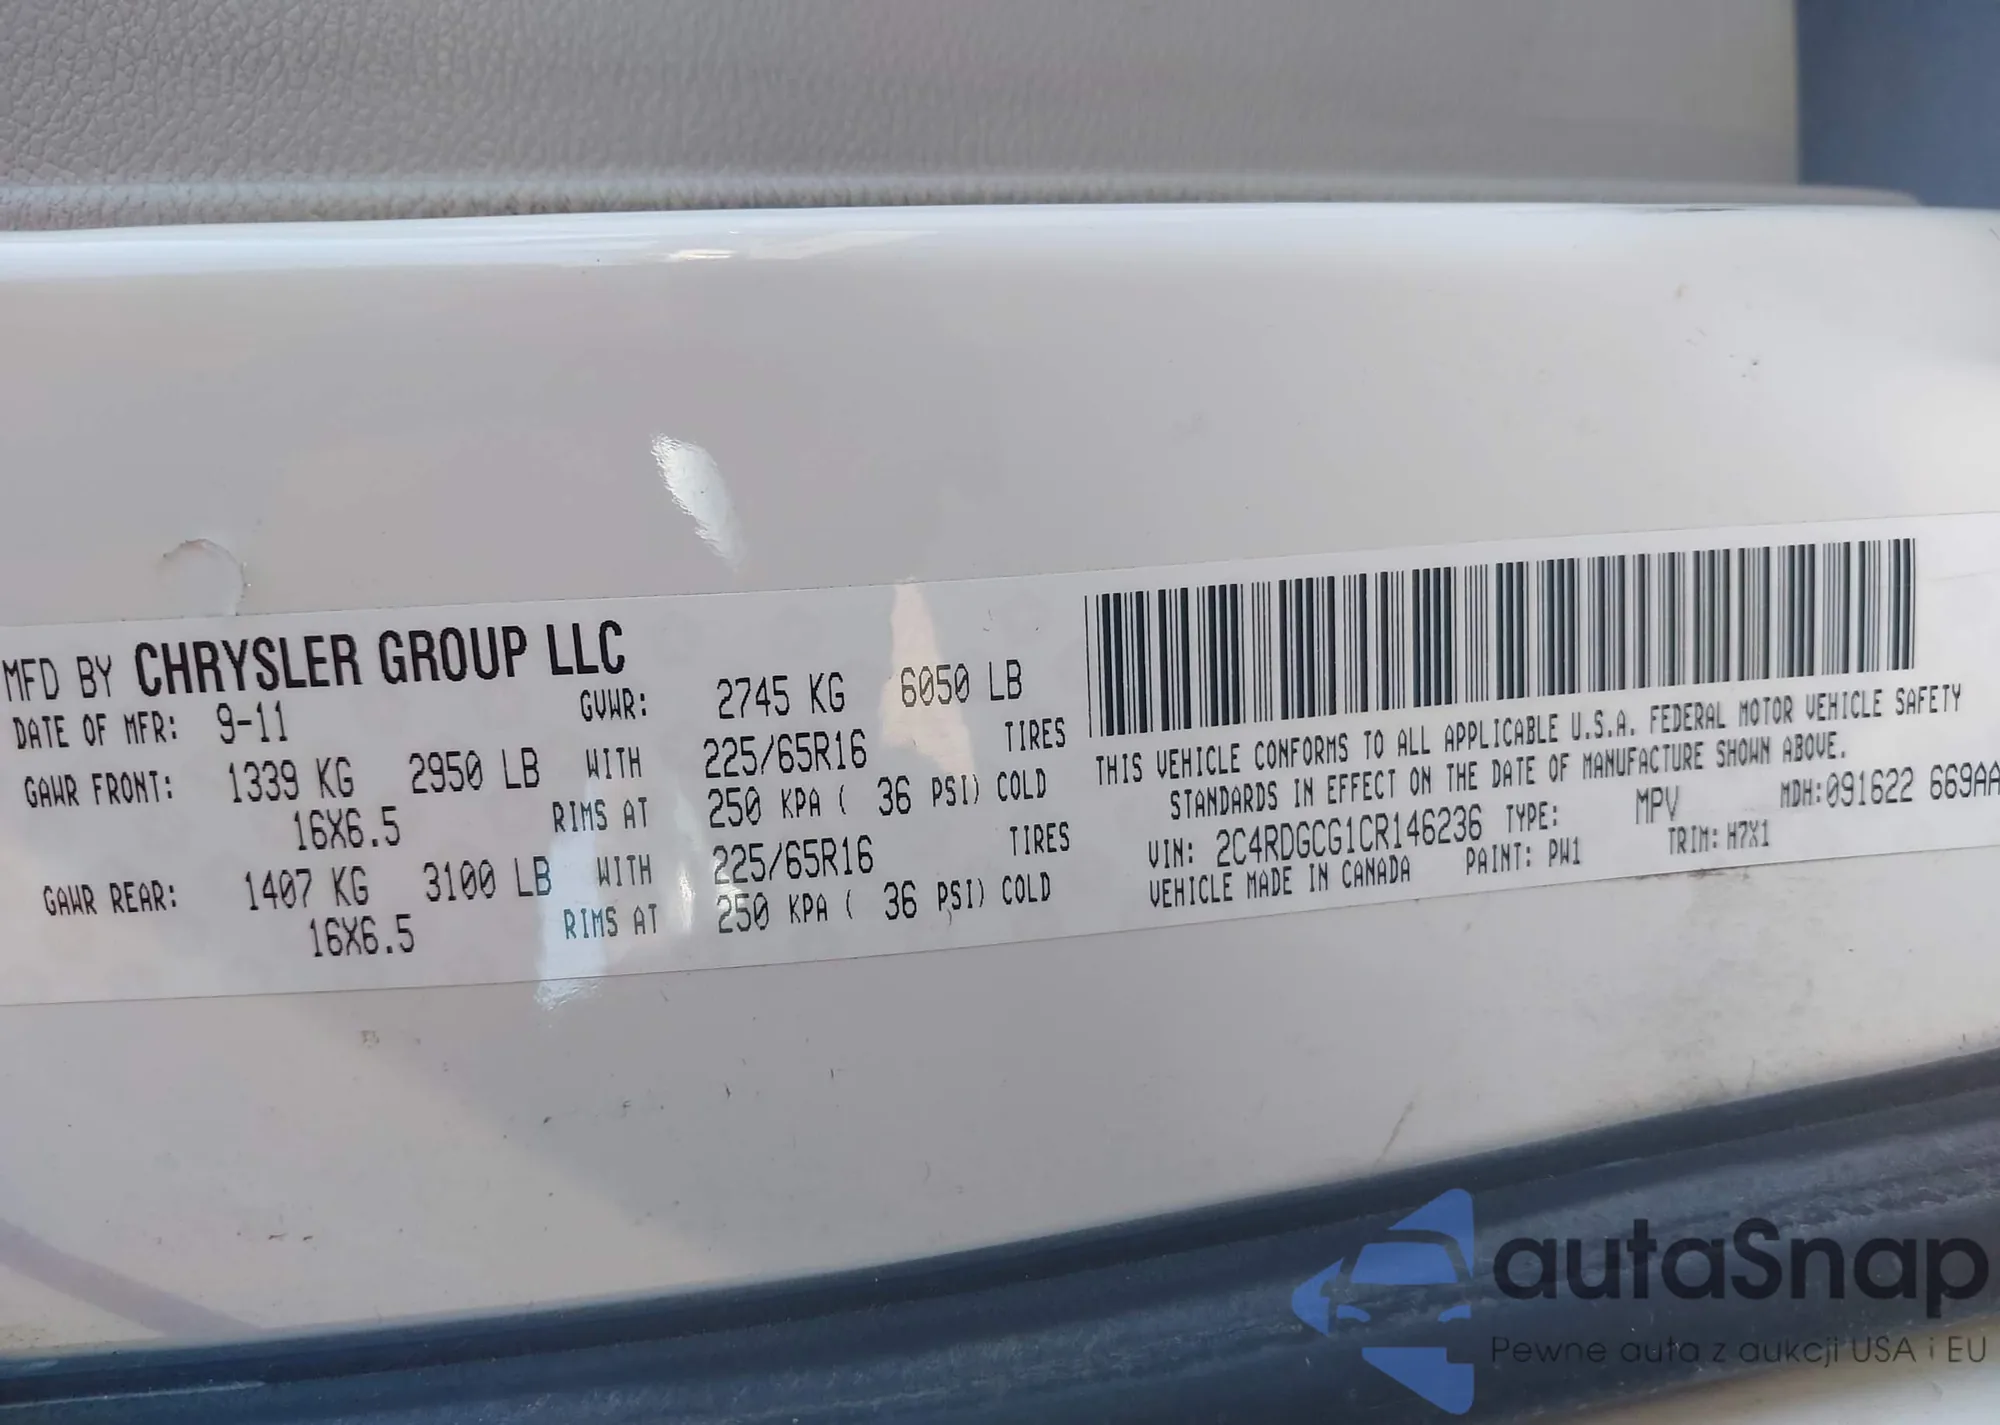 MFD BY CHRYSLER GROUP LLC
DATE OF MFR: 9-11 GVWR: 2745 KG 6050 LB
GAWR FRONT: 1339 KG 2950 LB WITH 225/65R16 TIRES
16X6.5 RIMS AT 250 KPA ( 36 PSI) COLD
GAWR REAR: 1407 KG 3100 LB WITH 225/65R16 TIRES
16X6.5 RIMS AT 250 KPA ( 36 PSI) COLD
THIS VEHICLE CONFORMS TO ALL APPLICABLE U.S.A. FEDERAL MOTOR VEHICLE SAFETY
STANDARDS IN EFFECT ON THE DATE OF MANUFACTURE SHOWN ABOVE.
VIN: 2C4RDGCG1CR146236 TYPE: MPV MDH:091622 669AA
VEHICLE MADE IN CANADA PAINT: PW1 TRIM: H7X1
autaSnap
Pewne auta z aukcji USA i EU